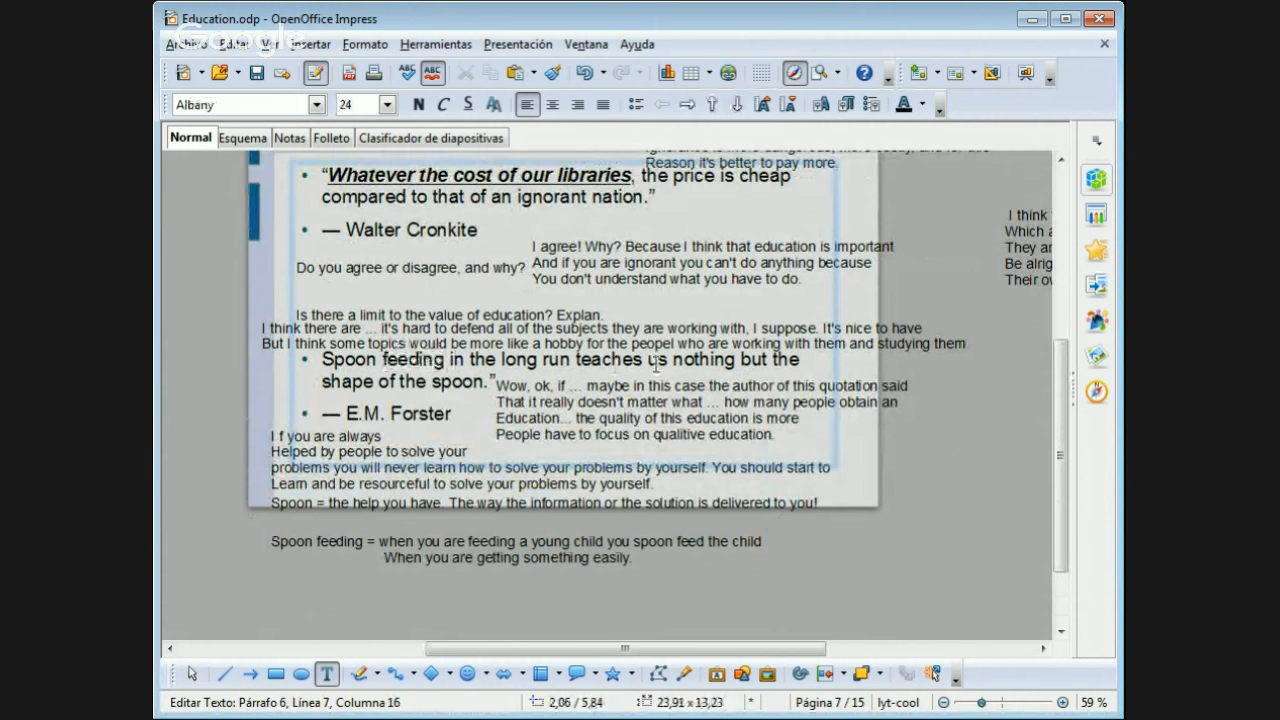 Education.odp - OpenOffice Impress
Google
Archivo Editar Ver Insertar Formato Herramientas Presentación Ventana Ayuda
Albany 24
Normal Esquema Notas Folleto Clasificador de diapositivas
Reason it's better to pay more.
• “Whatever the cost of our libraries, the price is cheap
compared to that of an ignorant nation.”
• — Walter Cronkite
I agree! Why? Because I think that education is important
Do you agree or disagree, and why?
And if you are ignorant you can't do anything because
You don't understand what you have to do.
I think
Which a
They ar
Be alrig
Their ov
Is there a limit to the value of education? Explan.
I think there are ... it's hard to defend all of the subjects they are working with, I suppose. It's nice to have
But I think some topics would be more like a hobby for the peopel who are working with them and studying them
• Spoon feeding in the long run teaches us nothing but the
shape of the spoon.”
• — E.M. Forster
Wow, ok, if ... maybe in this case the author of this quotation said
That it really doesn't matter what ... how many people obtain an
Education... the quality of this education is more
People have to focus on qualitive education.
I f you are always
Helped by people to solve your
problems you will never learn how to solve your problems by yourself. You should start to
Learn and be resourceful to solve your problems by yourself.
Spoon = the help you have. The way the information or the solution is delivered to you!
Spoon feeding = when you are feeding a young child you spoon feed the child
When you are getting something easily.
Editar Texto: Párrafo 6, Línea 7, Columna 16 2,06 / 5,84 23,91 x 13,23 * Página 7 / 15 lyt-cool 59 %